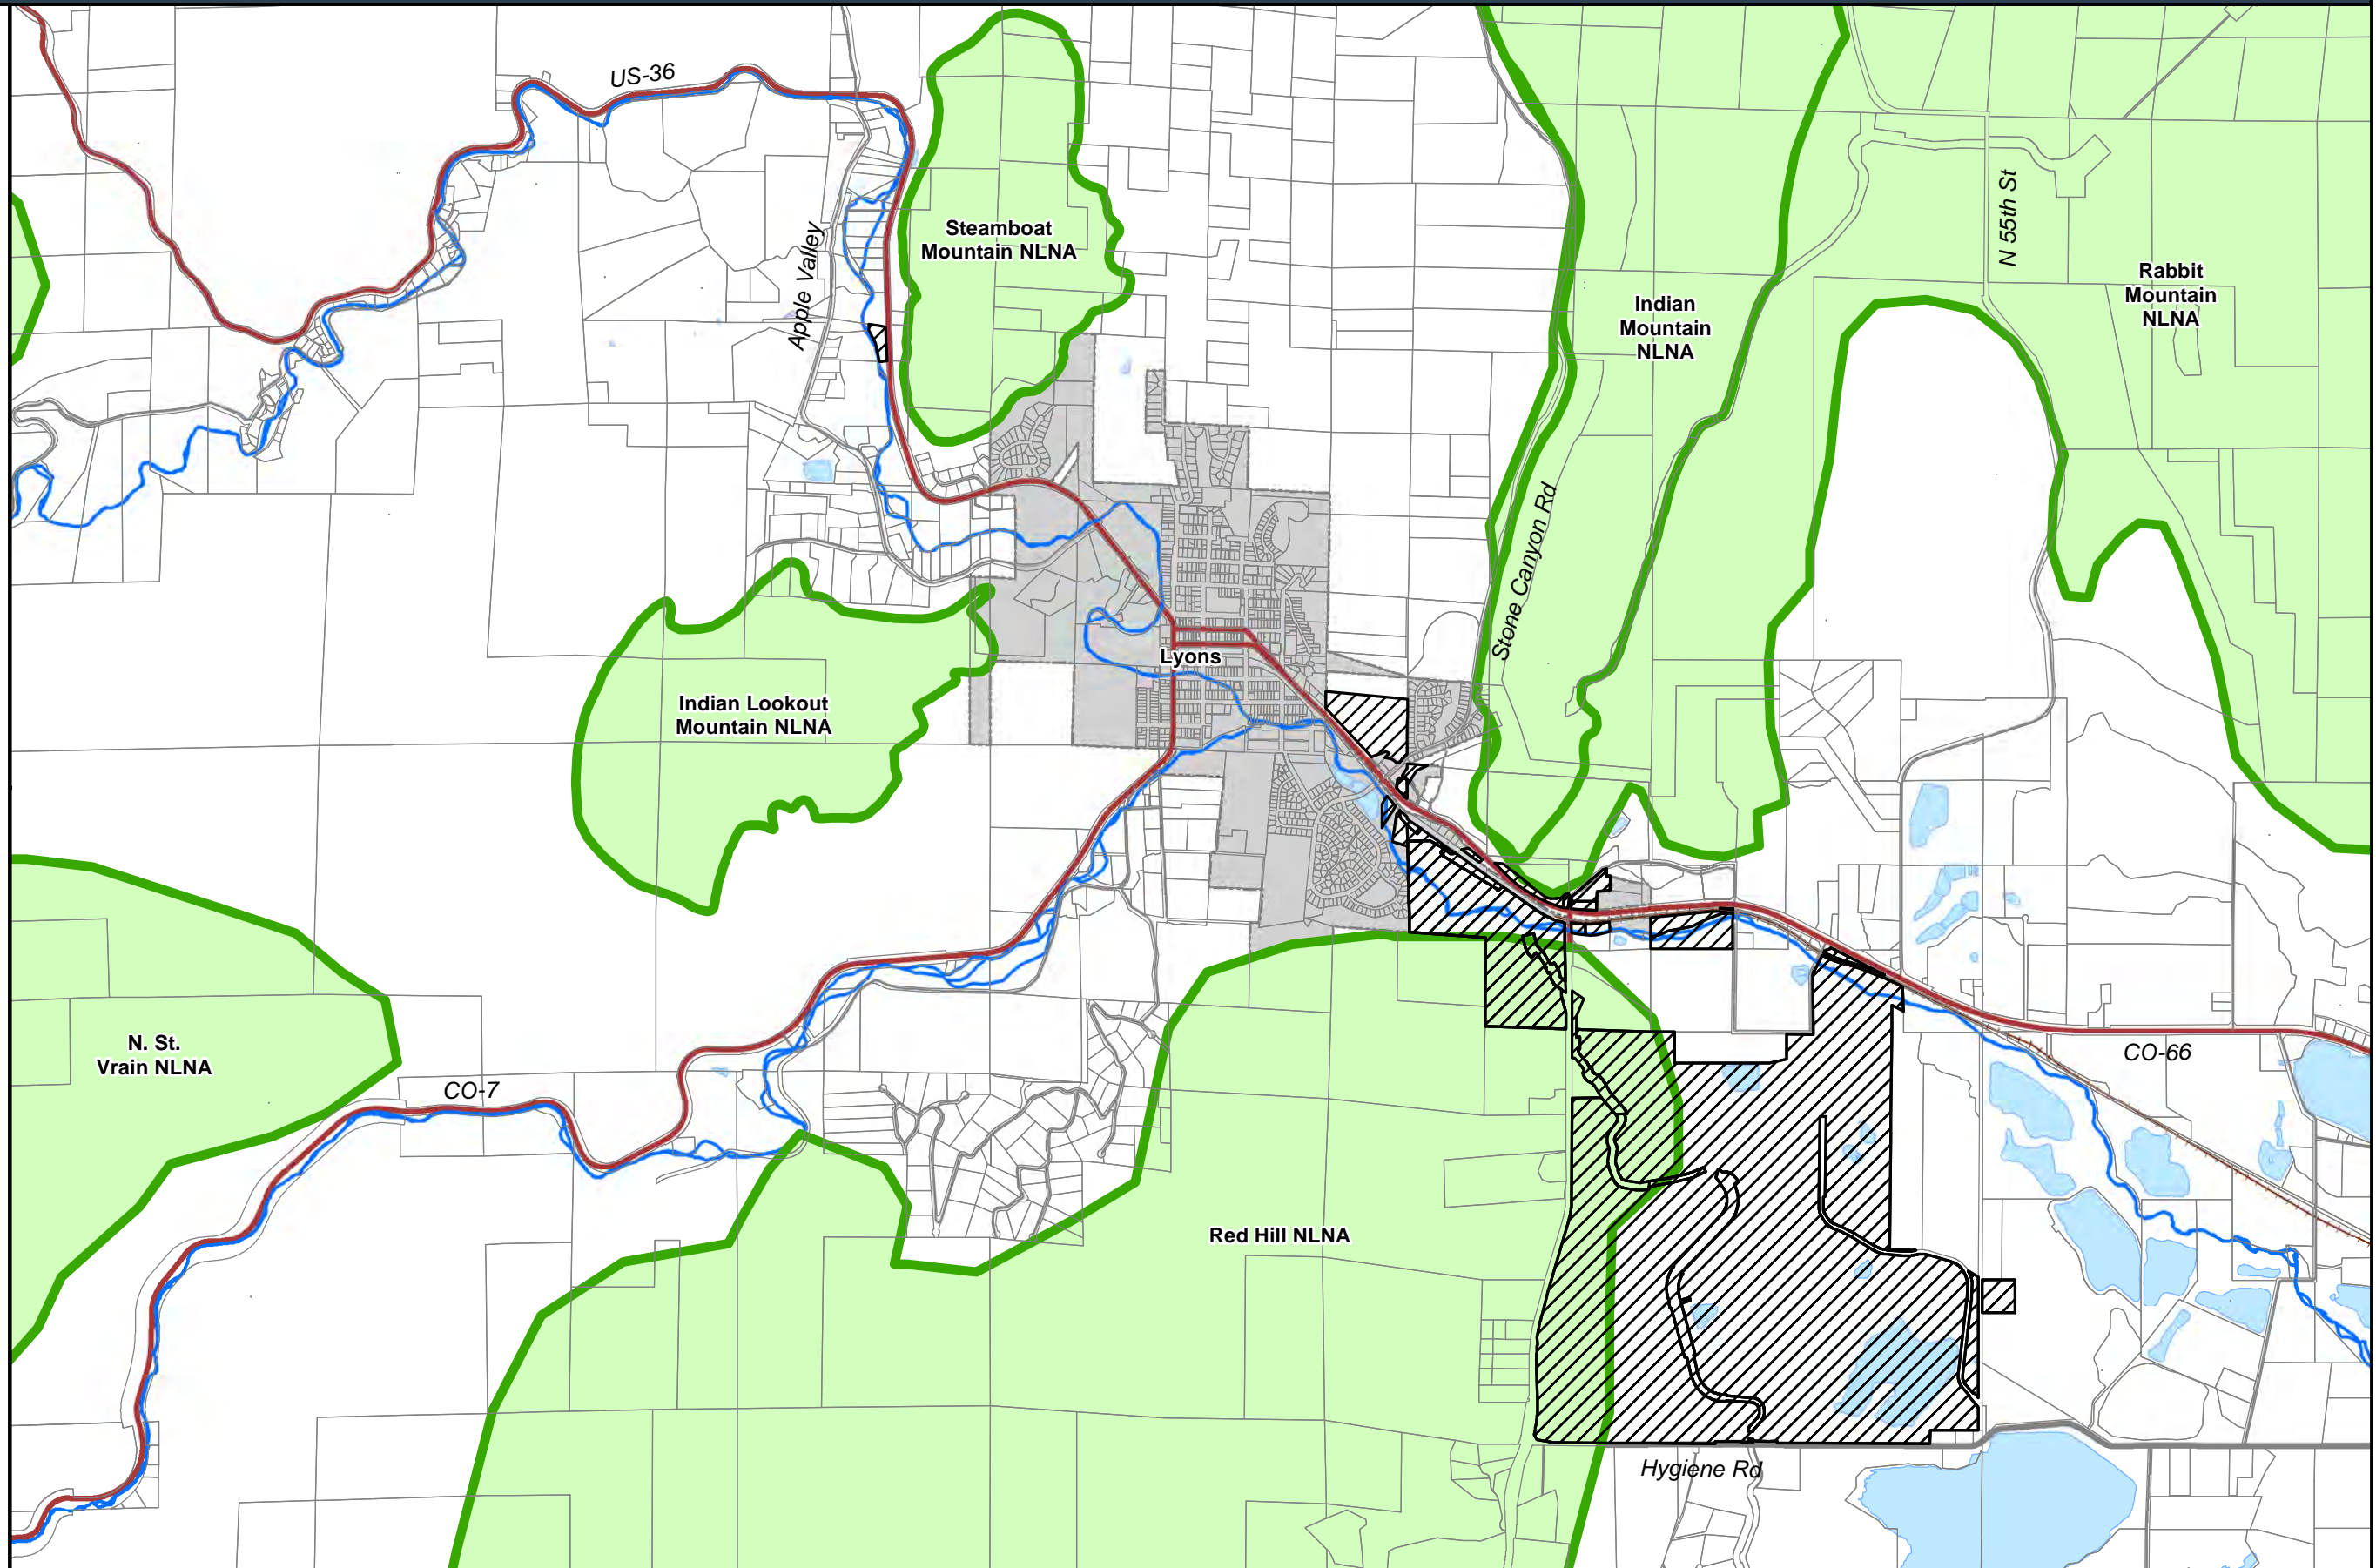 US-36
Apple Valley
Steamboat
Mountain NLNA
N 55th St
Rabbit
Mountain
NLNA
Indian
Mountain
NLNA
Stone Canyon Rd
Lyons
Indian Lookout
Mountain NLNA
N. St.
Vrain NLNA
CO-7
CO-66
Red Hill NLNA
Hygiene Rd